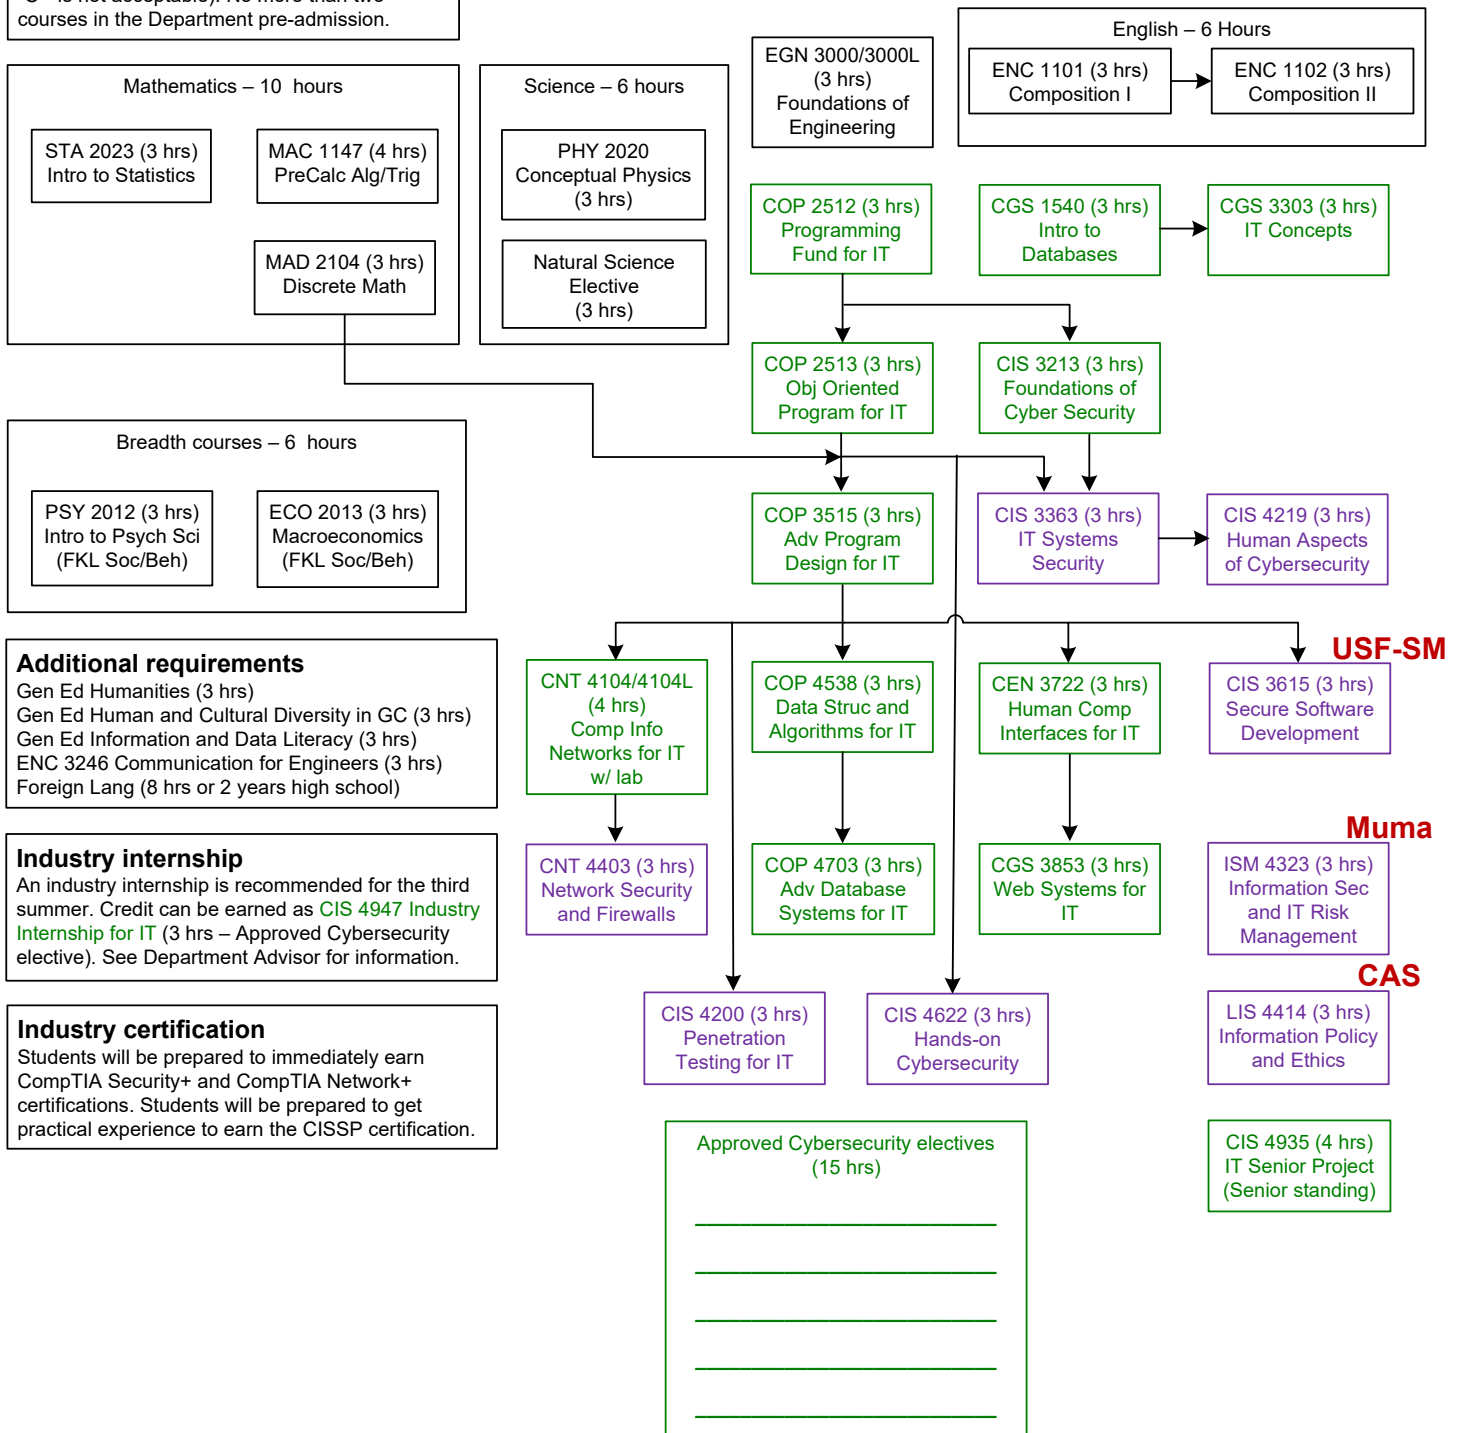 courses in the Department pre-admission.
Mathematics – 10 hours
STA 2023 (3 hrs)
Intro to Statistics
MAC 1147 (4 hrs)
PreCalc Alg/Trig
MAD 2104 (3 hrs)
Discrete Math
Science – 6 hours
PHY 2020
Conceptual Physics
(3 hrs)
Natural Science
Elective
(3 hrs)
EGN 3000/3000L
(3 hrs)
Foundations of
Engineering
English – 6 Hours
ENC 1101 (3 hrs)
Composition I
ENC 1102 (3 hrs)
Composition II
COP 2512 (3 hrs)
Programming
Fund for IT
CGS 1540 (3 hrs)
Intro to
Databases
CGS 3303 (3 hrs)
IT Concepts
COP 2513 (3 hrs)
Obj Oriented
Program for IT
CIS 3213 (3 hrs)
Foundations of
Cyber Security
Breadth courses – 6 hours
PSY 2012 (3 hrs)
Intro to Psych Sci
(FKL Soc/Beh)
ECO 2013 (3 hrs)
Macroeconomics
(FKL Soc/Beh)
COP 3515 (3 hrs)
Adv Program
Design for IT
CIS 3363 (3 hrs)
IT Systems
Security
CIS 4219 (3 hrs)
Human Aspects
of Cybersecurity
Additional requirements
Gen Ed Humanities (3 hrs)
Gen Ed Human and Cultural Diversity in GC (3 hrs)
Gen Ed Information and Data Literacy (3 hrs)
ENC 3246 Communication for Engineers (3 hrs)
Foreign Lang (8 hrs or 2 years high school)
CNT 4104/4104L
(4 hrs)
Comp Info
Networks for IT
w/ lab
COP 4538 (3 hrs)
Data Struc and
Algorithms for IT
CEN 3722 (3 hrs)
Human Comp
Interfaces for IT
USF-SM
CIS 3615 (3 hrs)
Secure Software
Development
Industry internship
An industry internship is recommended for the third
summer. Credit can be earned as CIS 4947 Industry
Internship for IT (3 hrs – Approved Cybersecurity
elective). See Department Advisor for information.
CNT 4403 (3 hrs)
Network Security
and Firewalls
COP 4703 (3 hrs)
Adv Database
Systems for IT
CGS 3853 (3 hrs)
Web Systems for
IT
Muma
ISM 4323 (3 hrs)
Information Sec
and IT Risk
Management
Industry certification
Students will be prepared to immediately earn
CompTIA Security+ and CompTIA Network+
certifications. Students will be prepared to get
practical experience to earn the CISSP certification.
CIS 4200 (3 hrs)
Penetration
Testing for IT
CIS 4622 (3 hrs)
Hands-on
Cybersecurity
CAS
LIS 4414 (3 hrs)
Information Policy
and Ethics
Approved Cybersecurity electives
(15 hrs)
CIS 4935 (4 hrs)
IT Senior Project
(Senior standing)